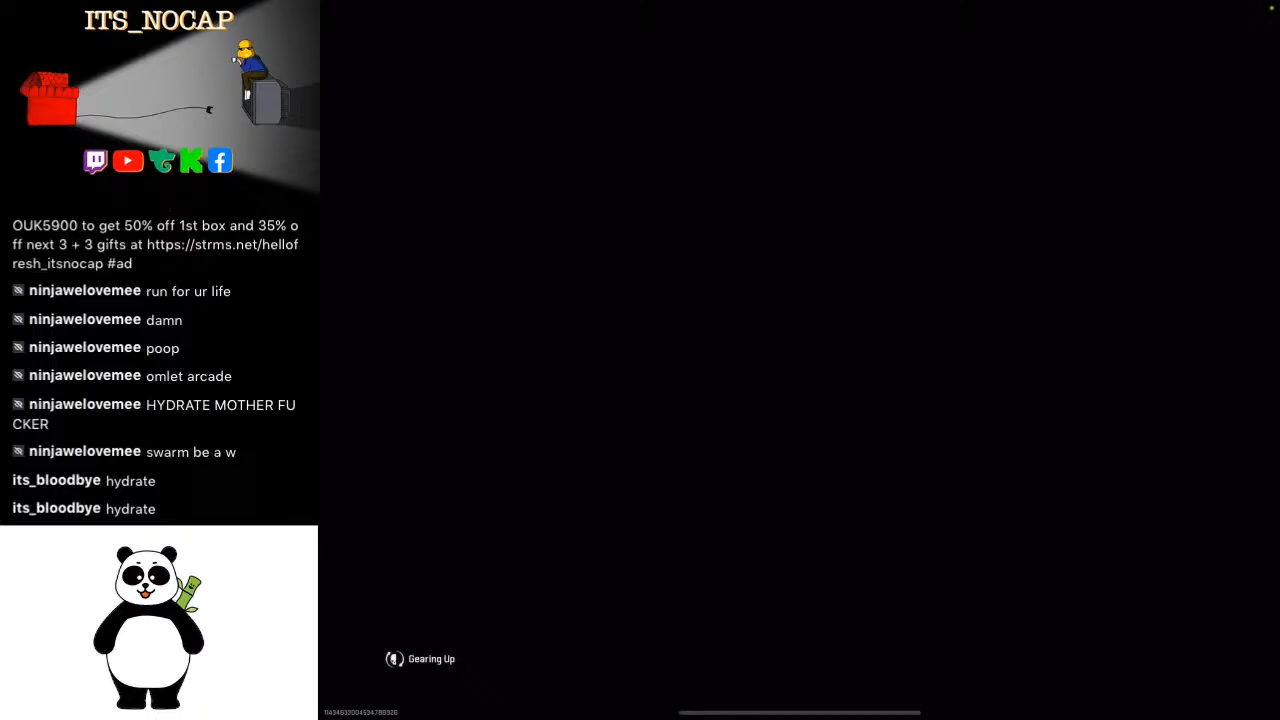 ITS_NOCAP
OUK5900 to get 50% off 1st box and 35% o
ff next 3 + 3 gifts at https://strms.net/hellof
resh_itsnocap #ad
ninjawelovemee run for ur life
ninjawelovemee damn
ninjawelovemee poop
ninjawelovemee omlet arcade
ninjawelovemee HYDRATE MOTHER FU
CKER
ninjawelovemee swarm be a w
its_bloodbye hydrate
its_bloodbye hydrate
Gearing Up